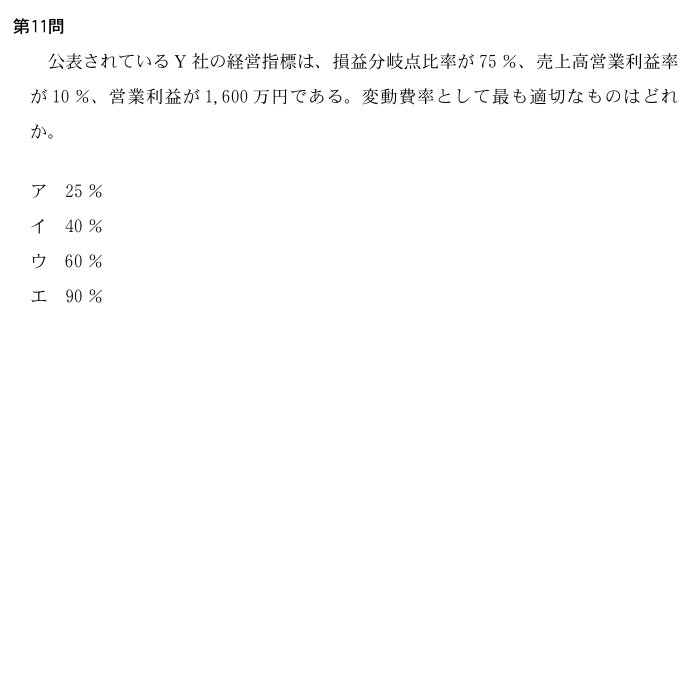 第11問
公表されているY社の経営指標は、損益分岐点比率が75％、売上高営業利益率
が10％、営業利益が1,600万円である。変動費率として最も適切なものはどれ
か。
ア　25％
イ　40％
ウ　60％
エ　90％